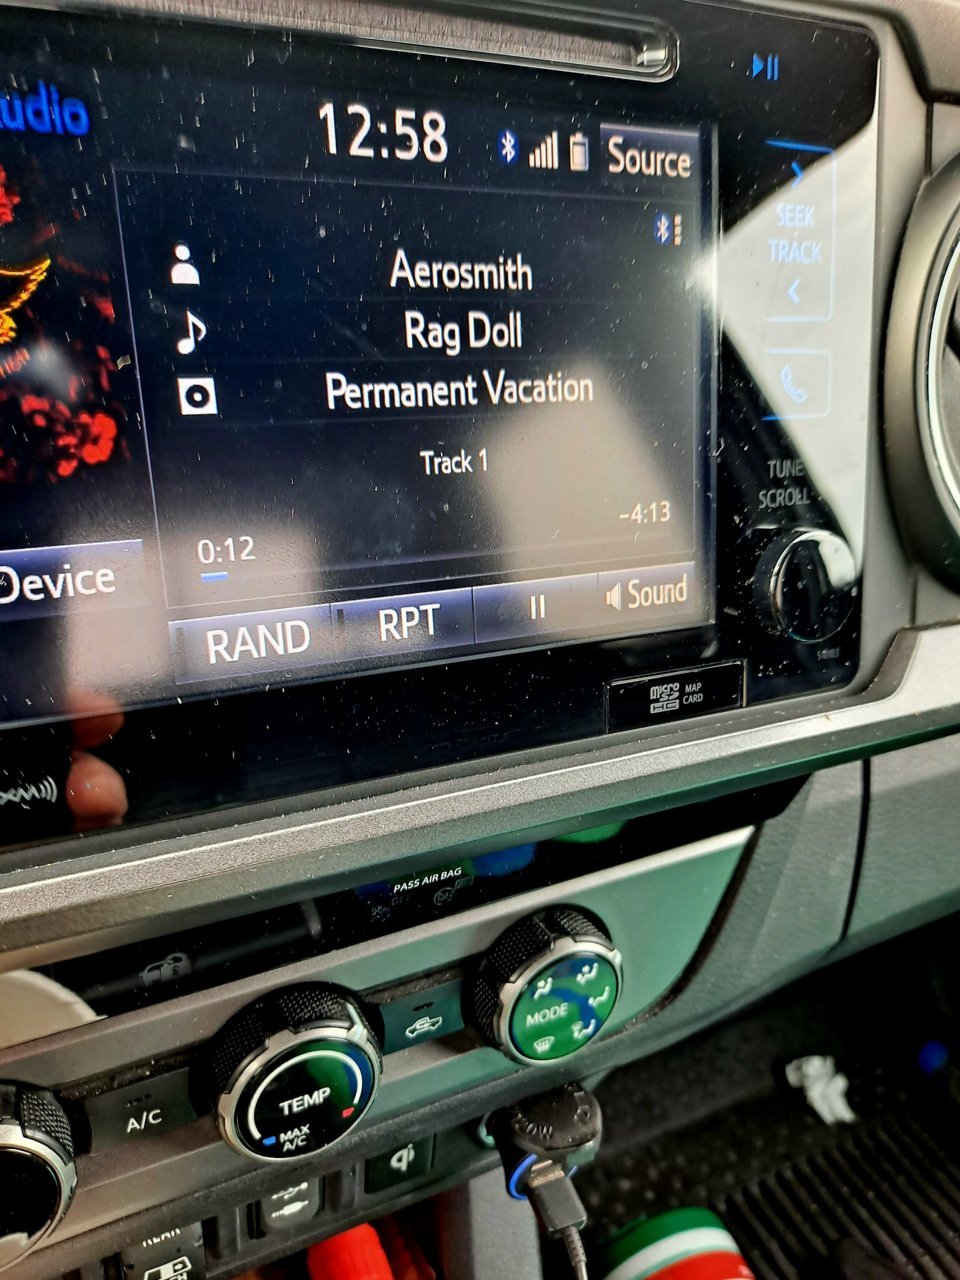 udio
12:58
Source
Aerosmith
Rag Doll
Permanent Vacation
Track 1
0:12
-4:13
Device
RAND
RPT
Sound
SEEK
TRACK
TUNE
SCROLL
micro
SD
HC
MAP
CARD
PASS AIR BAG
MODE
TEMP
MAX
A/C
A/C
REAR